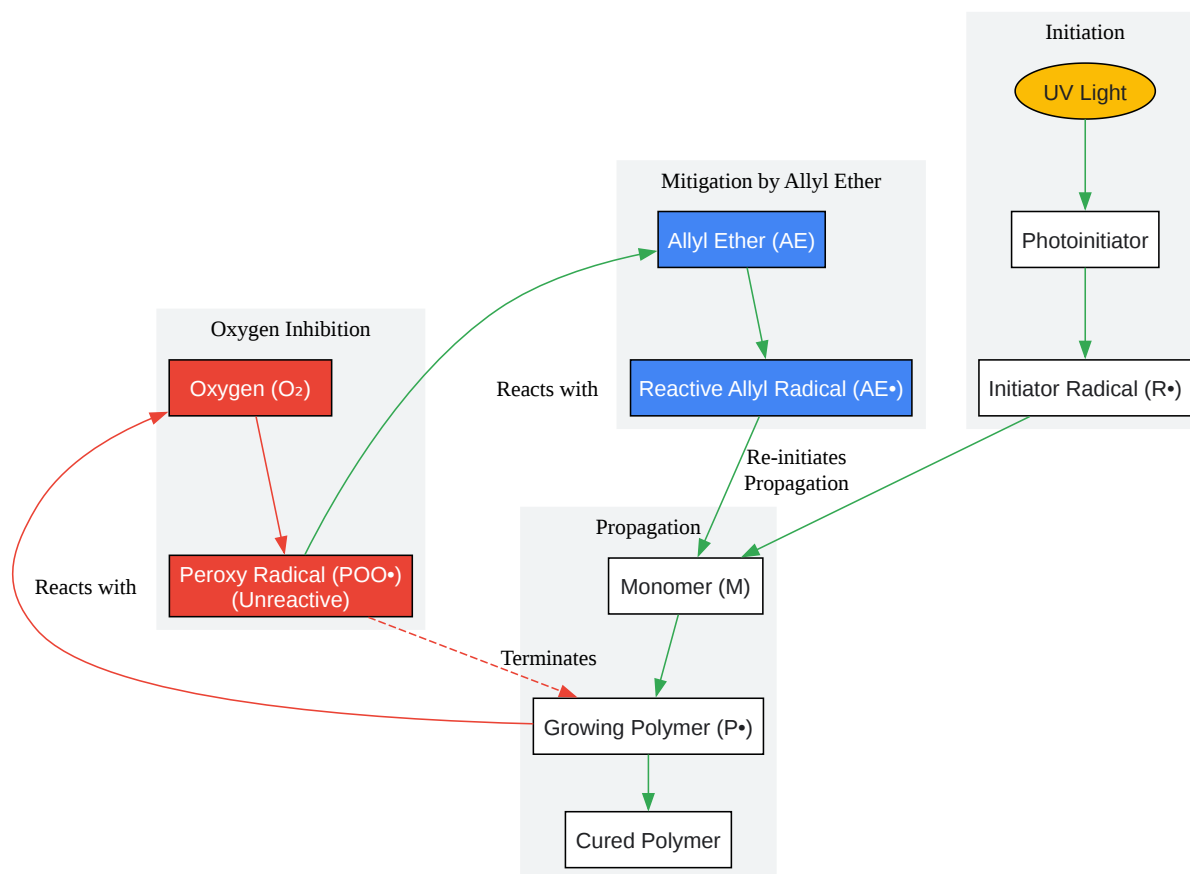 Initiation
UV Light
Photoinitiator
Initiator Radical (R•)
Mitigation by Allyl Ether
Allyl Ether (AE)
Reactive Allyl Radical (AE•)
Reacts with
Re-initiates
Propagation
Oxygen Inhibition
Oxygen (O₂)
Peroxy Radical (POO•)
(Unreactive)
Reacts with
Terminates
Propagation
Monomer (M)
Growing Polymer (P•)
Cured Polymer